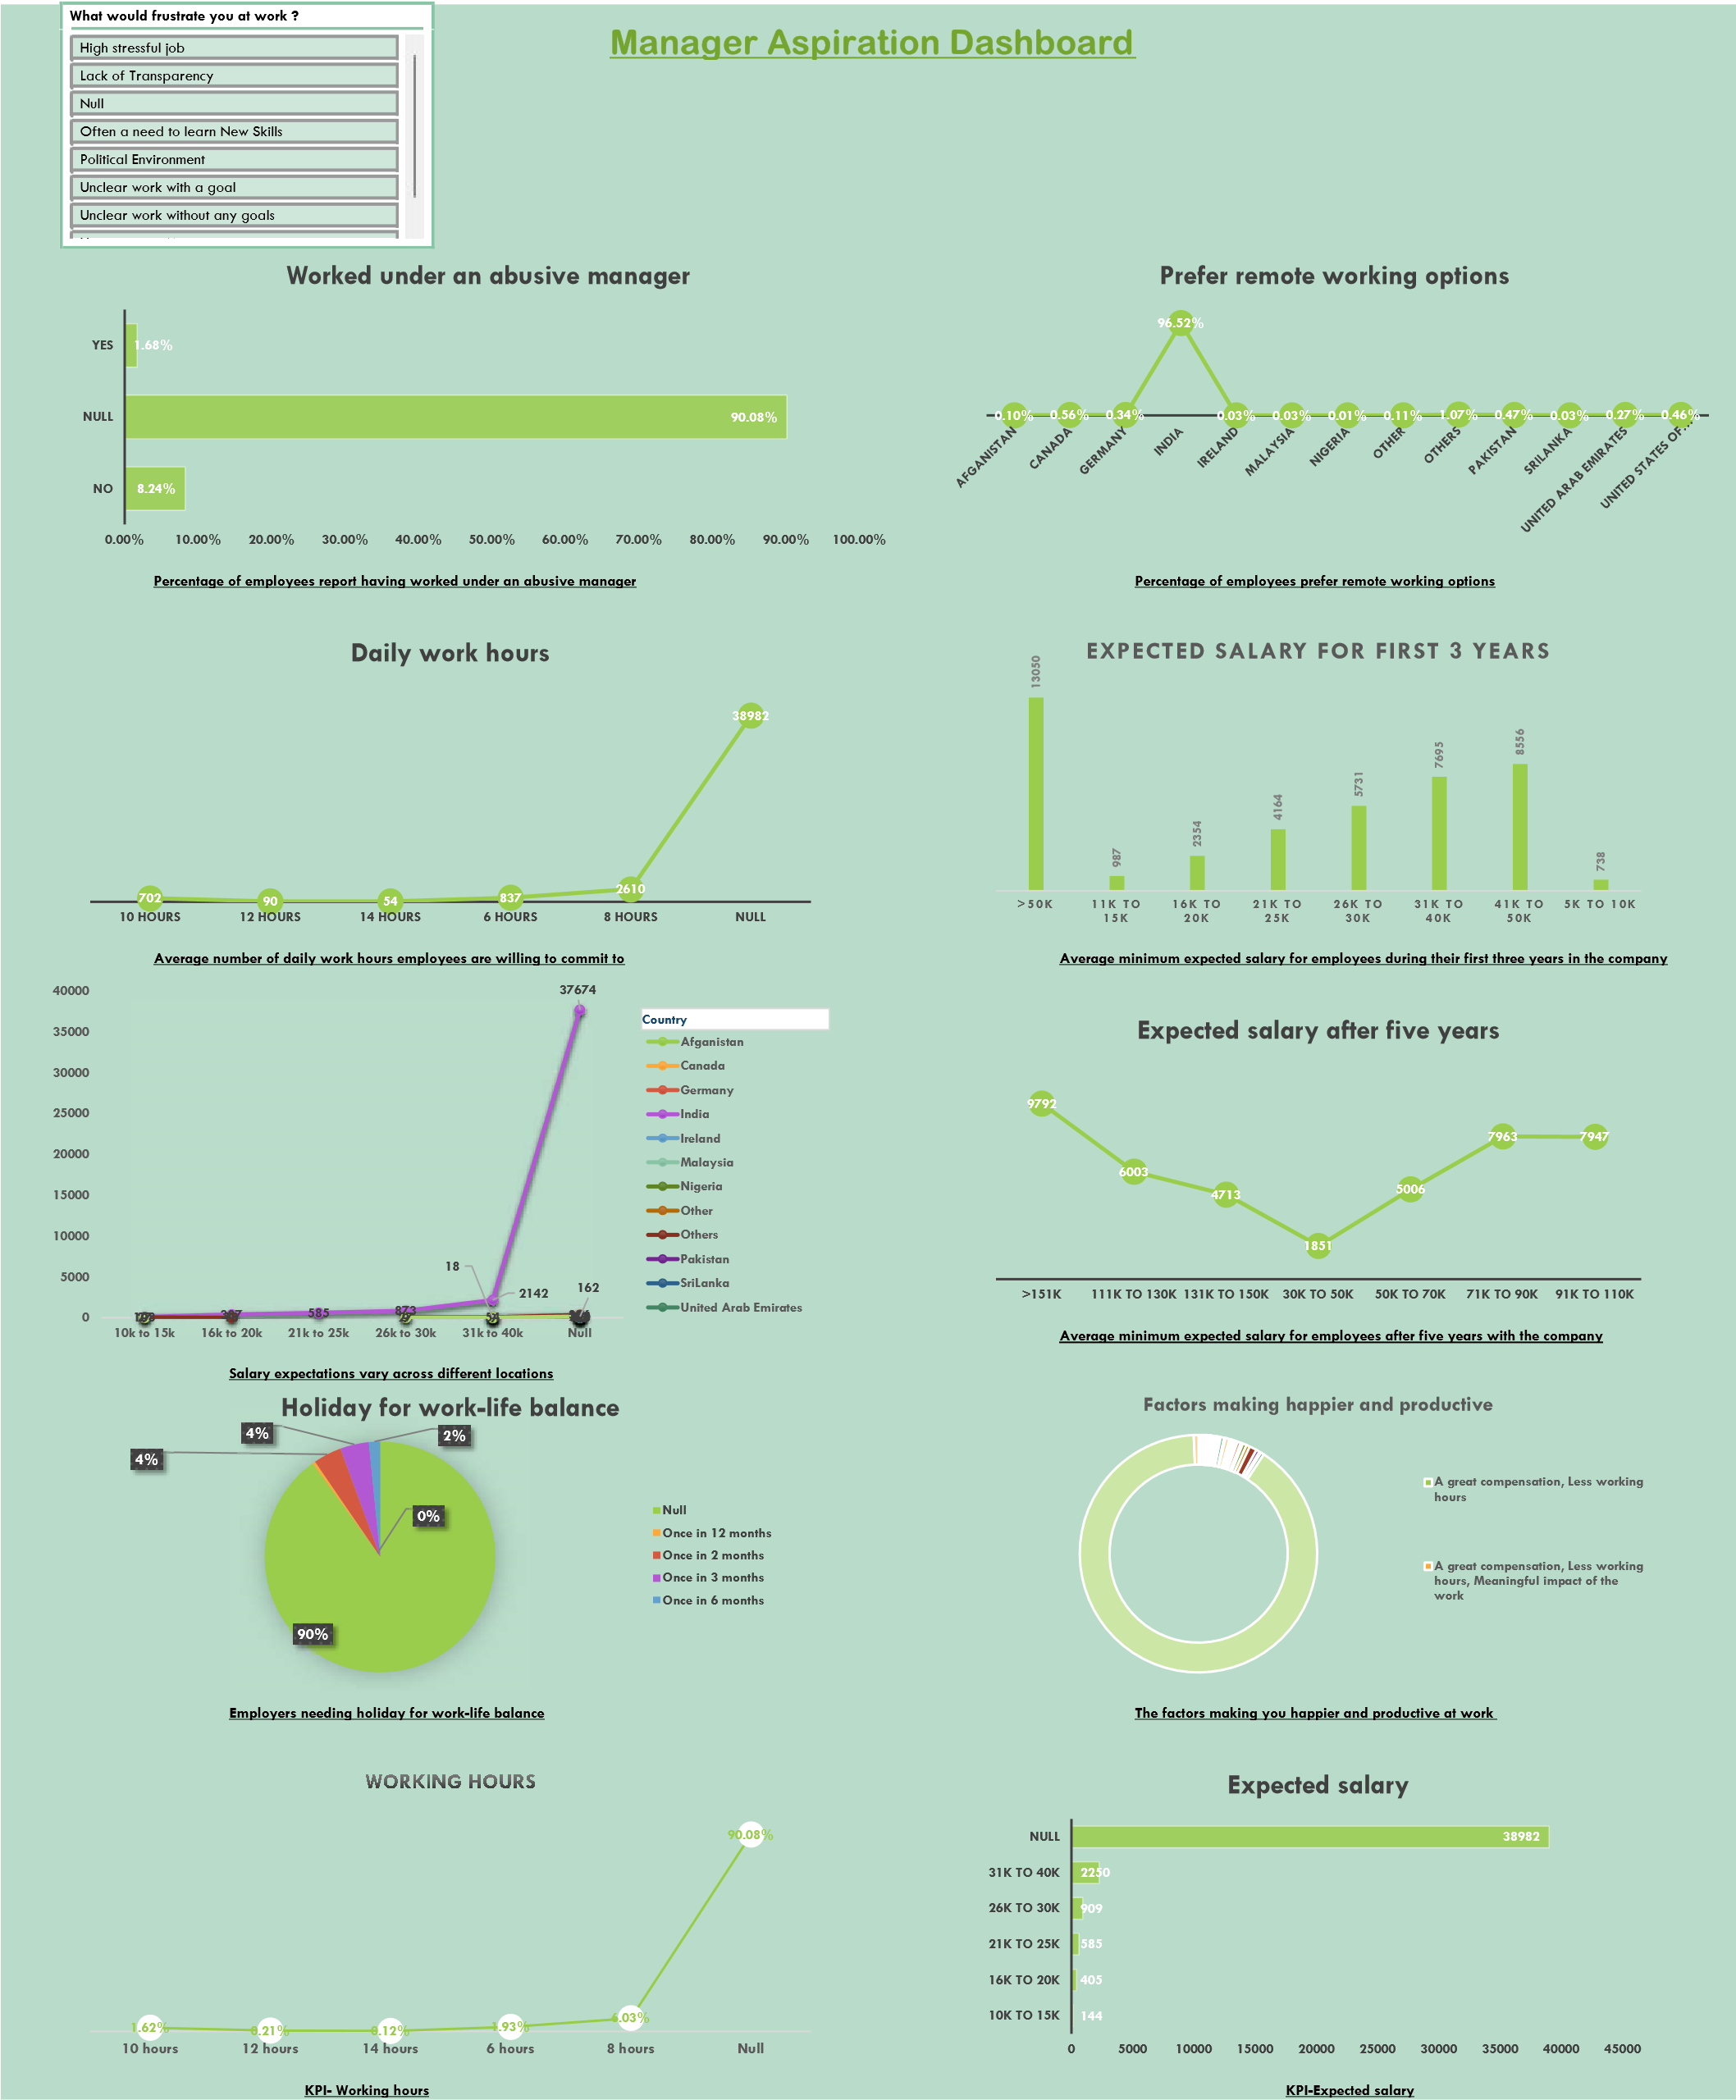 What would frustrate you at work ?
High stressful job
Lack of Transparency
Null
Often a need to learn New Skills
Political Environment
Unclear work with a goal
Unclear work without any goals
Manager Aspiration Dashboard
Worked under an abusive manager
YES
1.68%
NULL
90.08%
NO
8.24%
0.00% 10.00% 20.00% 30.00% 40.00% 50.00% 60.00% 70.00% 80.00% 90.00% 100.00%
Percentage of employees report having worked under an abusive manager
Prefer remote working options
96.52%
0.10% 0.56% 0.34% 0.03% 0.03% 0.01% 0.11% 1.07% 0.47% 0.03% 0.27% 0.46%
AFGANISTAN
CANADA
GERMANY
INDIA
IRELAND
MALAYSIA
NIGERIA
OTHER
OTHERS
PAKISTAN
SRILANKA
UNITED ARAB EMIRATES
UNITED STATES OF...
Percentage of employees prefer remote working options
Daily work hours
702 90 54 837 2610 38982
10 HOURS 12 HOURS 14 HOURS 6 HOURS 8 HOURS NULL
Average number of daily work hours employees are willing to commit to
EXPECTED SALARY FOR FIRST 3 YEARS
13050 987 2354 4164 5731 7695 8556 738
>50K 11K TO 16K TO 21K TO 26K TO 31K TO 41K TO 5K TO 10K
15K 20K 25K 30K 40K 50K
Average minimum expected salary for employees during their first three years in the company
40000
35000
30000
25000
20000
15000
10000
5000
0
37674
18
2142
162
585
873
10k to 15k 16k to 20k 21k to 25k 26k to 30k 31k to 40k Null
Country
Afganistan
Canada
Germany
India
Ireland
Malaysia
Nigeria
Other
Others
Pakistan
SriLanka
United Arab Emirates
Salary expectations vary across different locations
Expected salary after five years
9792 6003 4713 1851 5006 7963 7947
>151K 111K TO 130K 131K TO 150K 30K TO 50K 50K TO 70K 71K TO 90K 91K TO 110K
Average minimum expected salary for employees after five years with the company
Holiday for work-life balance
4%
4%
2%
0%
90%
Null
Once in 12 months
Once in 2 months
Once in 3 months
Once in 6 months
Employers needing holiday for work-life balance
Factors making happier and productive
A great compensation, Less working
hours
A great compensation, Less working
hours, Meaningful impact of the
work
The factors making you happier and productive at work
WORKING HOURS
1.62% 0.21% 0.12% 1.93% 6.03% 90.08%
10 hours 12 hours 14 hours 6 hours 8 hours Null
KPI- Working hours
Expected salary
NULL 38982
31K TO 40K 2250
26K TO 30K 909
21K TO 25K 585
16K TO 20K 405
10K TO 15K 144
0 5000 10000 15000 20000 25000 30000 35000 40000 45000
KPI-Expected salary